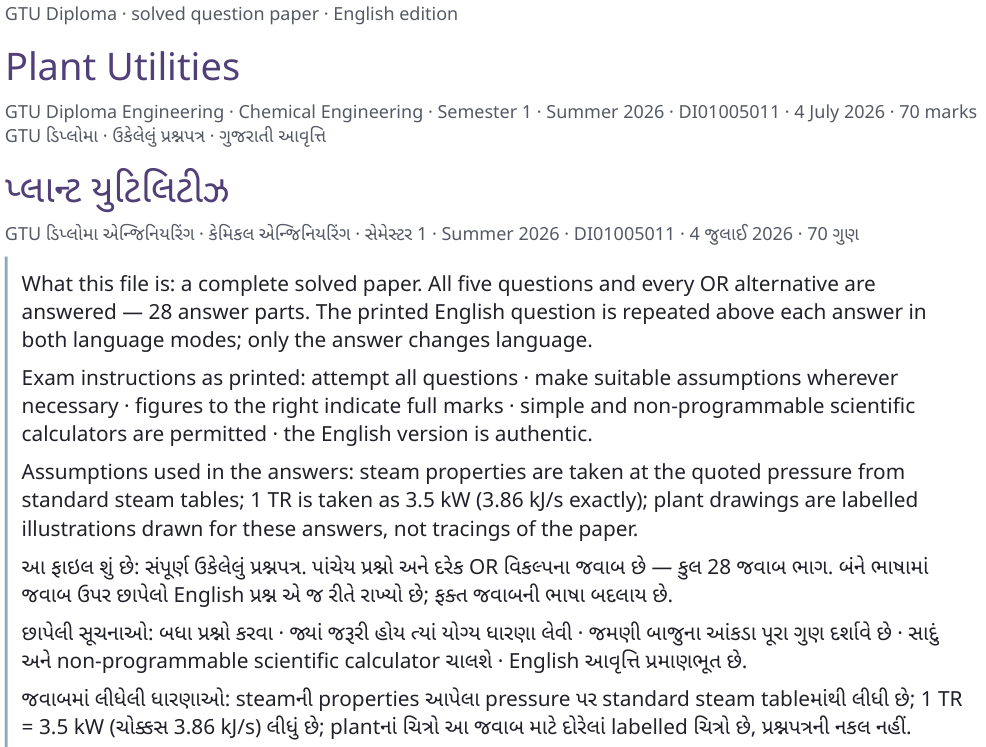 GTU Diploma · solved question paper · English edition
Plant Utilities
GTU Diploma Engineering · Chemical Engineering · Semester 1 · Summer 2026 · DI01005011 · 4 July 2026 · 70 marks
GTU ડિપ્લોમા · ઉકેલેલું પ્રશ્નપત્ર · ગુજરાતી આવૃત્તિ
પ્લાન્ટ યુટિલિટીઝ
GTU ડિપ્લોમા એન્જિનિયરિંગ · કેમિકલ એન્જિનિયરિંગ · સેમેસ્ટર 1 · Summer 2026 · DI01005011 · 4 જુલાઈ 2026 · 70 ગુણ
What this file is: a complete solved paper. All five questions and every OR alternative are
answered — 28 answer parts. The printed English question is repeated above each answer in
both language modes; only the answer changes language.
Exam instructions as printed: attempt all questions · make suitable assumptions wherever
necessary · figures to the right indicate full marks · simple and non-programmable scientific
calculators are permitted · the English version is authentic.
Assumptions used in the answers: steam properties are taken at the quoted pressure from
standard steam tables; 1 TR is taken as 3.5 kW (3.86 kJ/s exactly); plant drawings are labelled
illustrations drawn for these answers, not tracings of the paper.
આ ફાઇલ શું છે: સંપૂર્ણ ઉકેલેલું પ્રશ્નપત્ર. પાંચેય પ્રશ્નો અને દરેક OR વિકલ્પના જવાબ છે — કુલ 28 જવાબ ભાગ. બંને ભાષામાં
જવાબ ઉપર છાપેલો English પ્રશ્ન એ જ રીતે રાખ્યો છે; ફક્ત જવાબની ભાષા બદલાય છે.
છાપેલી સૂચનાઓ: બધા પ્રશ્નો કરવા · જ્યાં જરૂરી હોય ત્યાં યોગ્ય ધારણા લેવી · જમણી બાજુના આંકડા પૂરા ગુણ દર્શાવે છે · સાદું
અને non-programmable scientific calculator ચાલશે · English આવૃત્તિ પ્રમાણભૂત છે.
જવાબમાં લીધેલી ધારણાઓ: steamની properties આપેલા pressure પર standard steam tableમાંથી લીધી છે; 1 TR
= 3.5 kW (ચોક્કસ 3.86 kJ/s) લીધું છે; plantનાં ચિત્રો આ જવાબ માટે દોરેલાં labelled ચિત્રો છે, પ્રશ્નપત્રની નકલ નહીં.